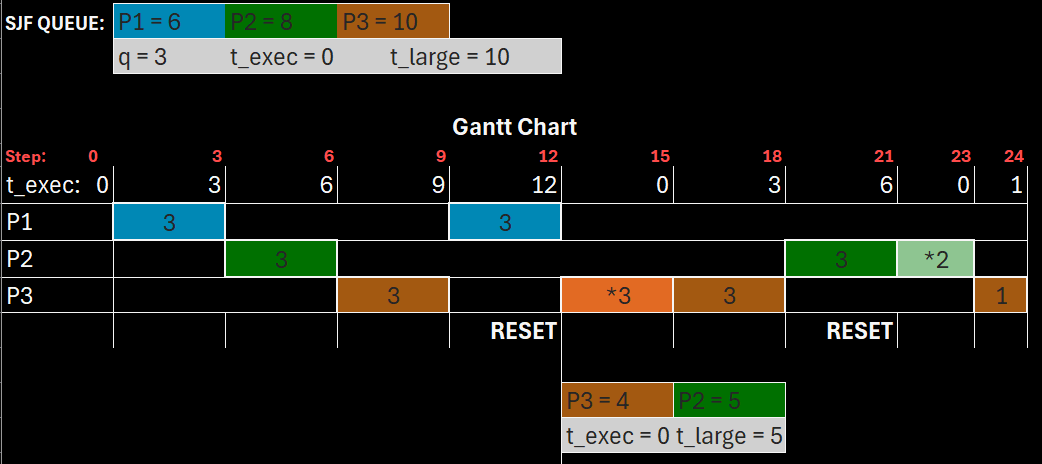 SJF QUEUE: P1 = 6 P2 = 8 P3 = 10
q = 3 t_exec = 0 t_large = 10
Gantt Chart
Step: 0 3 6 9 12 15 18 21 23 24
t_exec: 0 3 6 9 12 0 3 6 0 1
P1 3 3
P2 3 3 *2
P3 3 *3 3 1
RESET RESET
P3 = 4 P2 = 5
t_exec = 0 t_large = 5